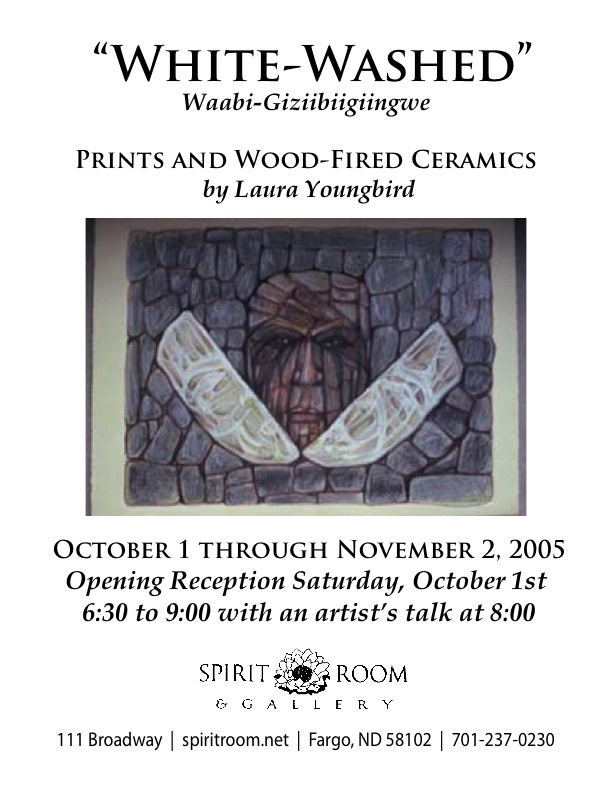 “WHITE-WASHED”
Waabi-Giziibiigiingwe
PRINTS AND WOOD-FIRED CERAMICS
by Laura Youngbird
OCTOBER 1 THROUGH NOVEMBER 2, 2005
Opening Reception Saturday, October 1st
6:30 to 9:00 with an artist’s talk at 8:00
SPIRIT ROOM
& GALLERY
111 Broadway | spiritroom.net | Fargo, ND 58102 | 701-237-0230